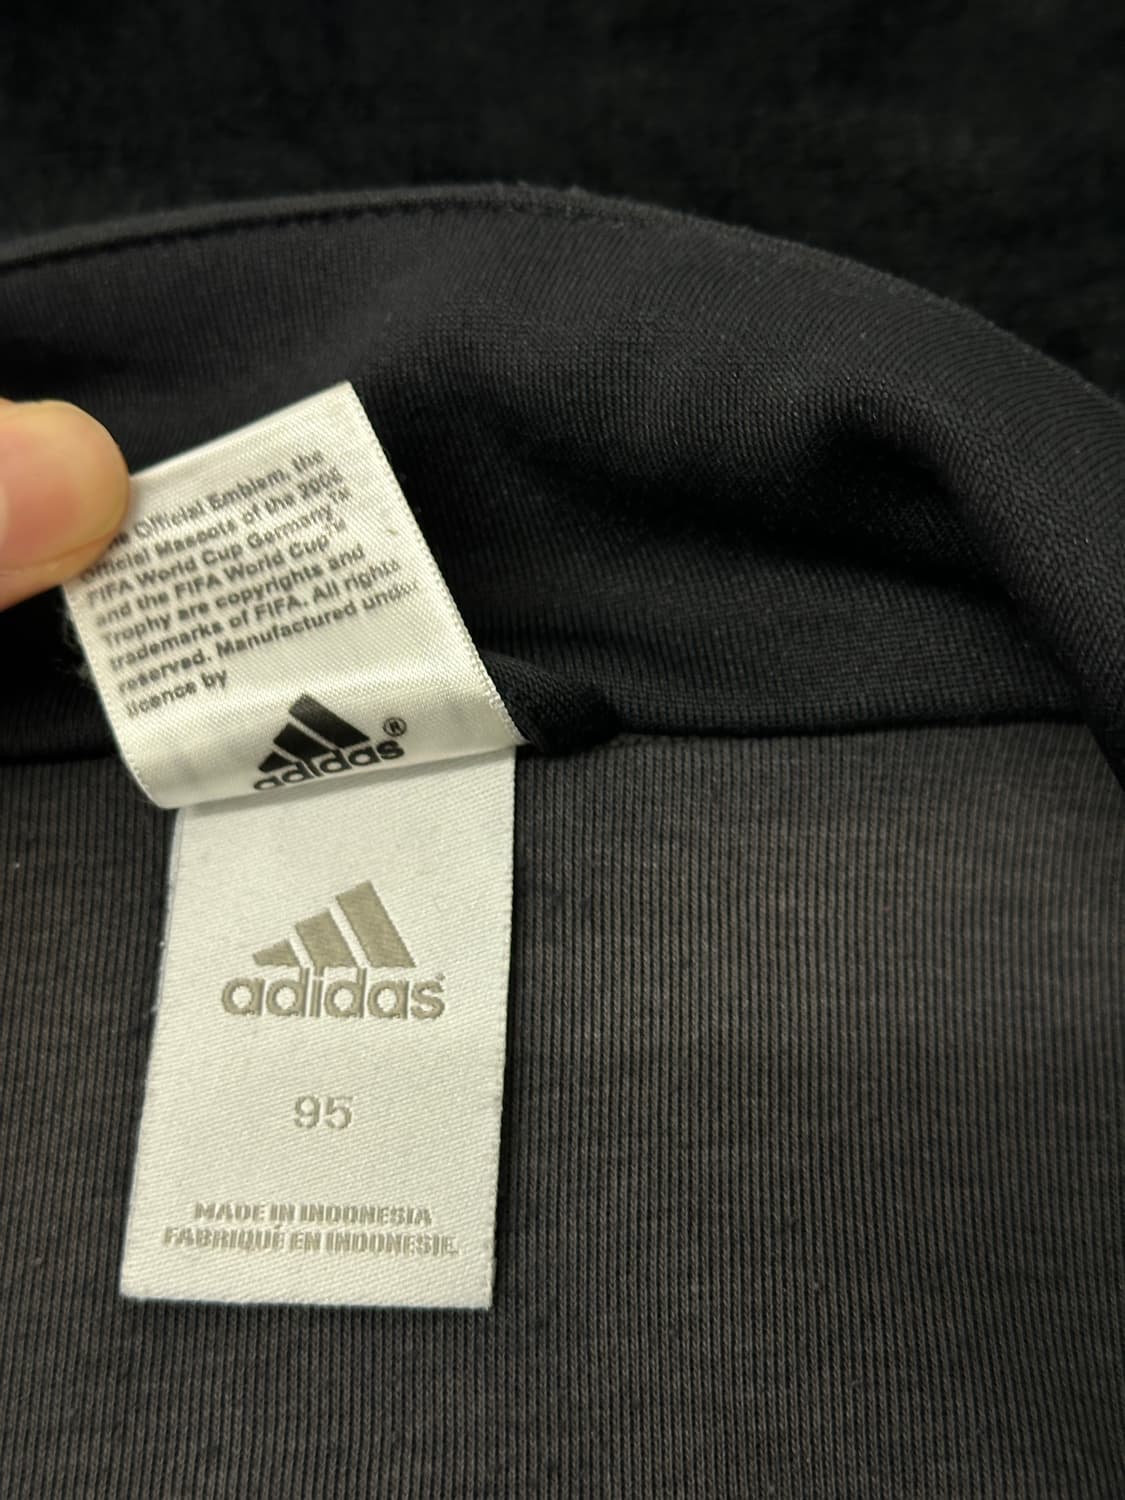 Official Emblem, the
Official Mascots of the 2006
FIFA World Cup Germany™
and the FIFA World Cup™
Trophy are copyrights and
trademarks of FIFA. All rights
reserved. Manufactured under
licence by
adidas®
adidas
95
MADE IN INDONESIA
FABRIQUÉ EN INDONESIE